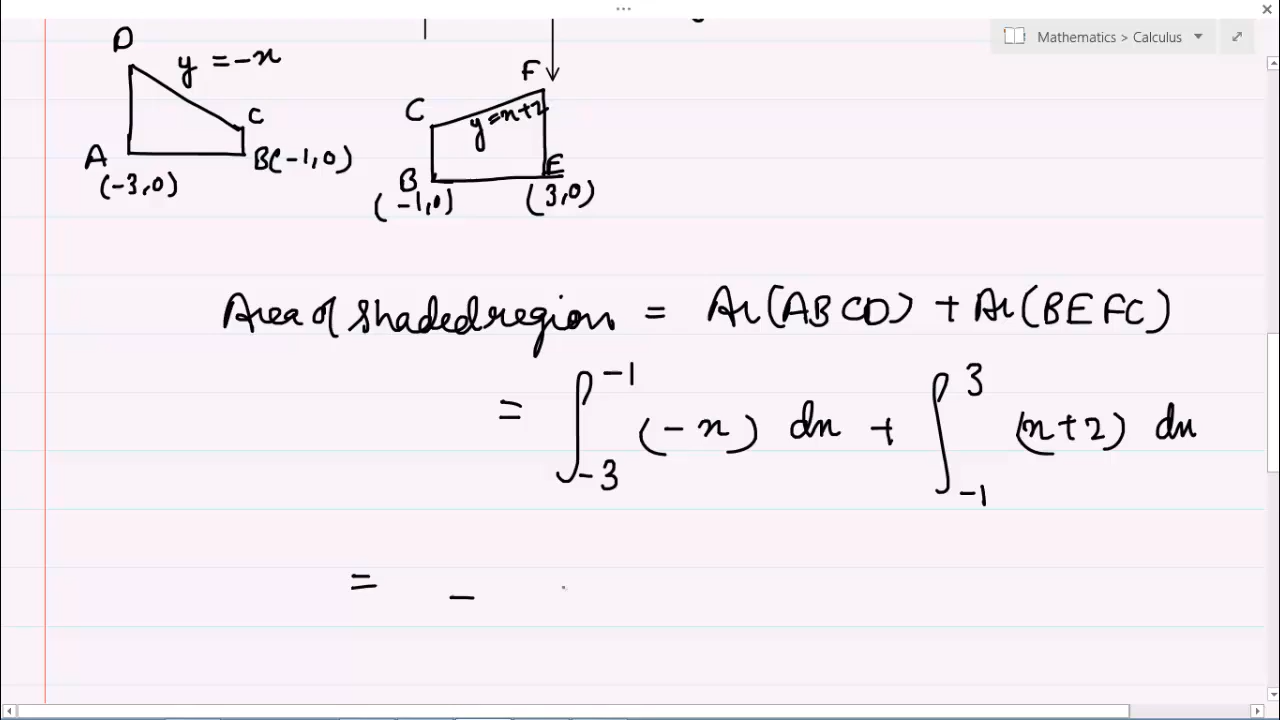 Mathematics > Calculus
D
y = -x
C
A
B(-1,0)
(-3,0)
F
C
y=x+2
B
E
(-1,0)
(3,0)
Area of shaded region = Ar(ABCD) + Ar(BEFC)
= ∫_{-3}^{-1} (-x) dx + ∫_{-1}^{3} (x+2) dx
= -